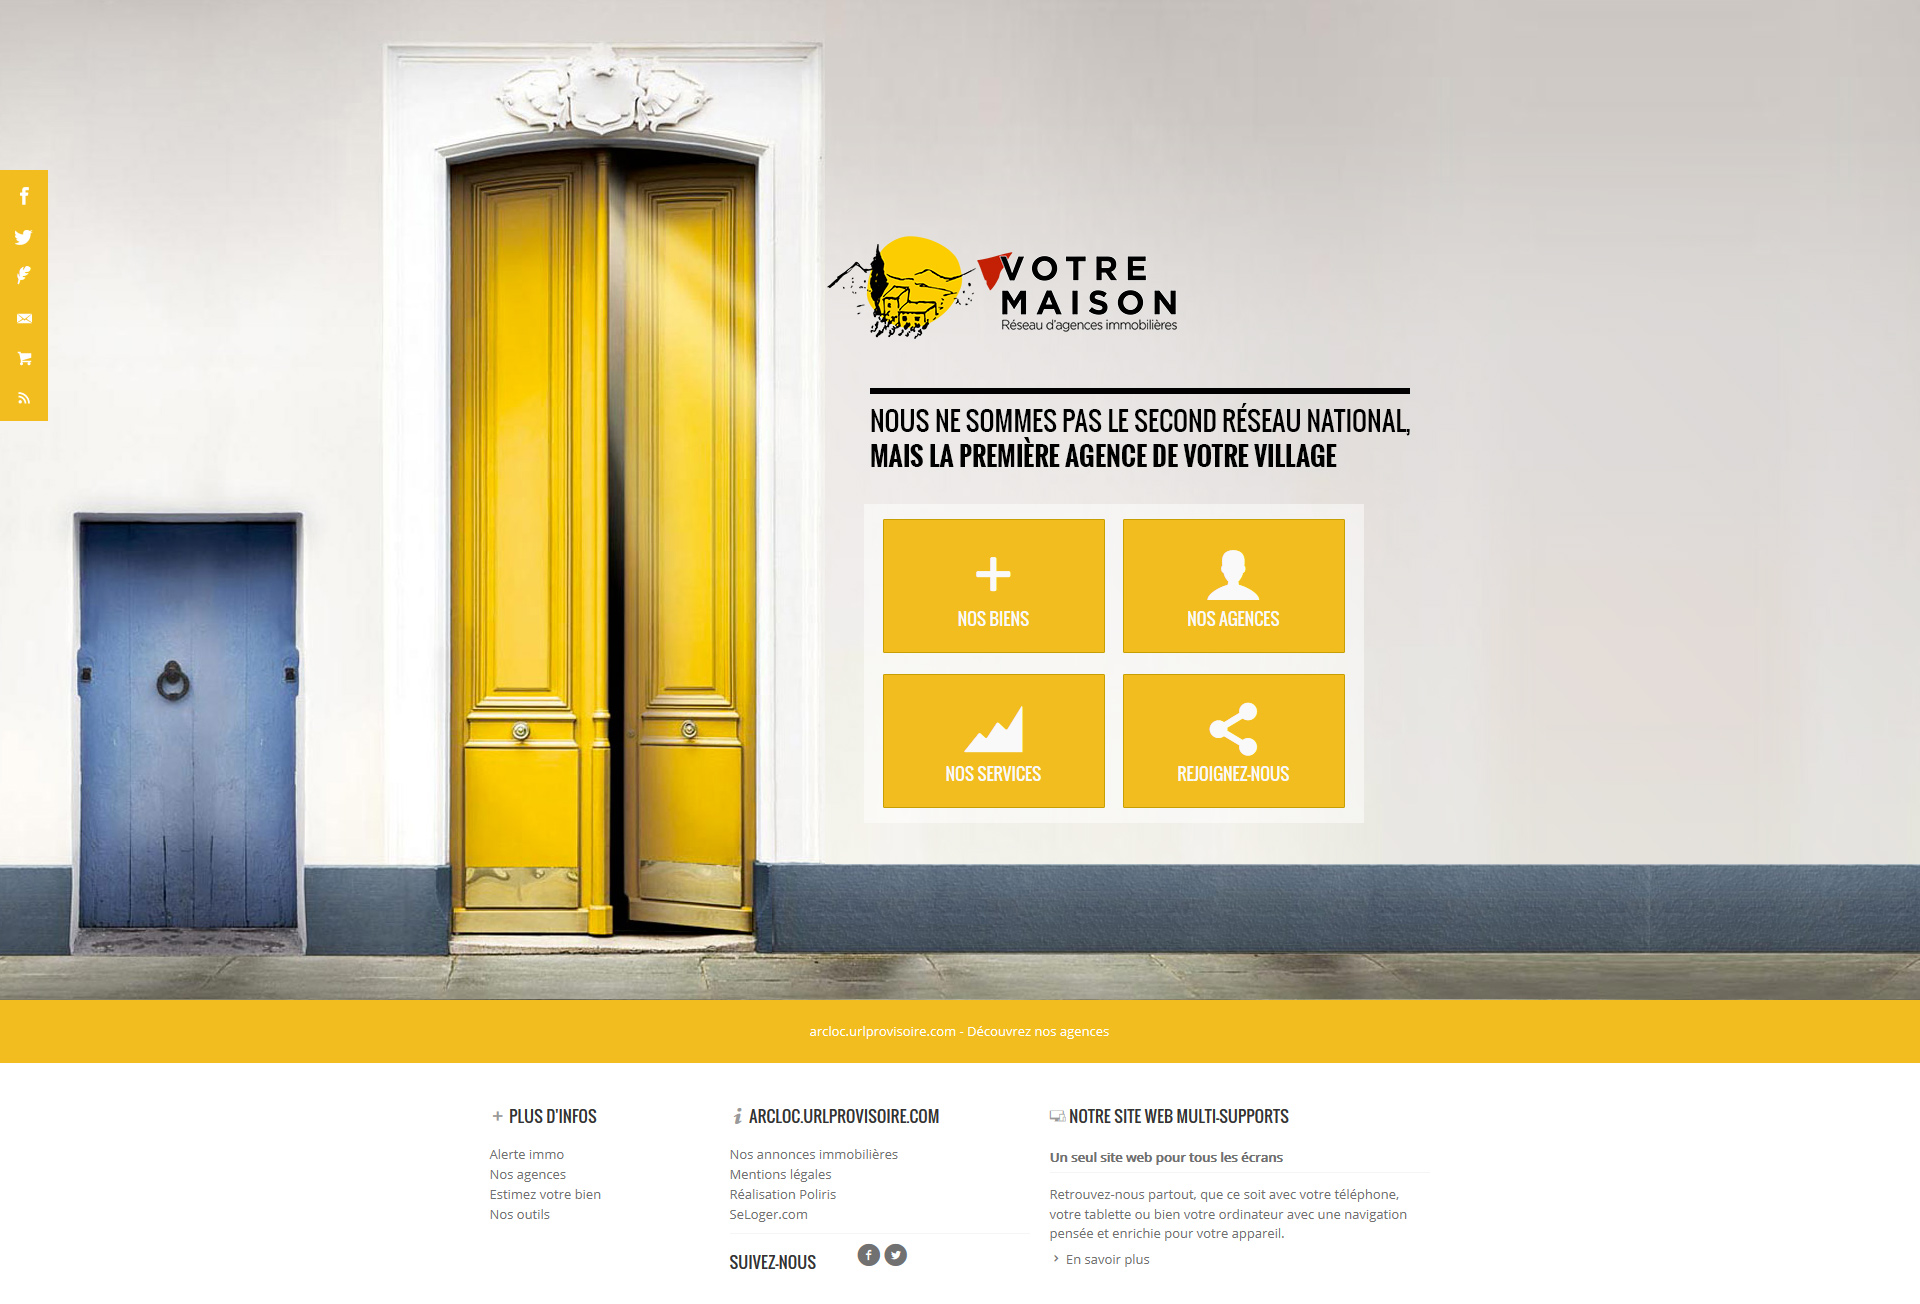 VOTRE
MAISON
Réseau d'agences immobilières
NOUS NE SOMMES PAS LE SECOND RÉSEAU NATIONAL,
MAIS LA PREMIÈRE AGENCE DE VOTRE VILLAGE
NOS BIENS
NOS AGENCES
NOS SERVICES
REJOIGNEZ-NOUS
arcloc.urlprovisoire.com - Découvrez nos agences
PLUS D'INFOS
Alerte immo
Nos agences
Estimez votre bien
Nos outils
ARCLOC.URLPROVISOIRE.COM
Nos annonces immobilières
Mentions légales
Réalisation Poliris
SeLoger.com
SUIVEZ-NOUS
NOTRE SITE WEB MULTI-SUPPORTS
Un seul site web pour tous les écrans
Retrouvez-nous partout, que ce soit avec votre téléphone,
votre tablette ou bien votre ordinateur avec une navigation
pensée et enrichie pour votre appareil.
En savoir plus